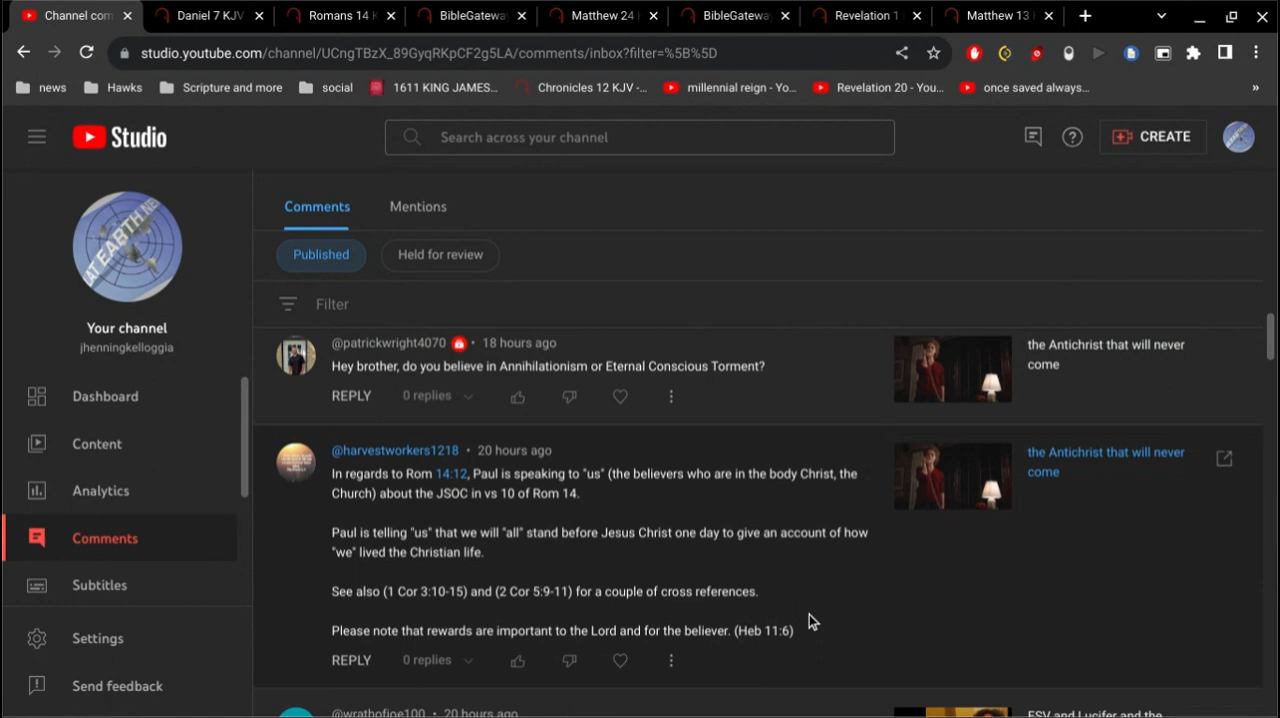 Channel com
Daniel 7 KJV
Romans 14 K
BibleGateway
Matthew 24
BibleGateway
Revelation 1
Matthew 13
studio.youtube.com/channel/UCngTBzX_89GyqRKpCF2g5LA/comments/inbox?filter=%5B%5D
news
Hawks
Scripture and more
social
1611 KING JAMES...
Chronicles 12 KJV -...
millennial reign - Yo...
Revelation 20 - You...
once saved always...
Studio
Search across your channel
CREATE
AT EARTH.NE
Your channel
jhenningkelloggia
Dashboard
Content
Analytics
Comments
Subtitles
Settings
Send feedback
Comments
Mentions
Published
Held for review
Filter
@patrickwright4070 • 18 hours ago
Hey brother, do you believe in Annihilationism or Eternal Conscious Torment?
REPLY
0 replies
the Antichrist that will never
come
@harvestworkers1218 • 20 hours ago
In regards to Rom 14:12, Paul is speaking to "us" (the believers who are in the body Christ, the
Church) about the JSOC in vs 10 of Rom 14.
Paul is telling "us" that we will "all" stand before Jesus Christ one day to give an account of how
"we" lived the Christian life.
See also (1 Cor 3:10-15) and (2 Cor 5:9-11) for a couple of cross references.
Please note that rewards are important to the Lord and for the believer. (Heb 11:6)
REPLY
0 replies
the Antichrist that will never
come
@wrathofjoe100 • 20 hours ago
ESV and Lucifer and the